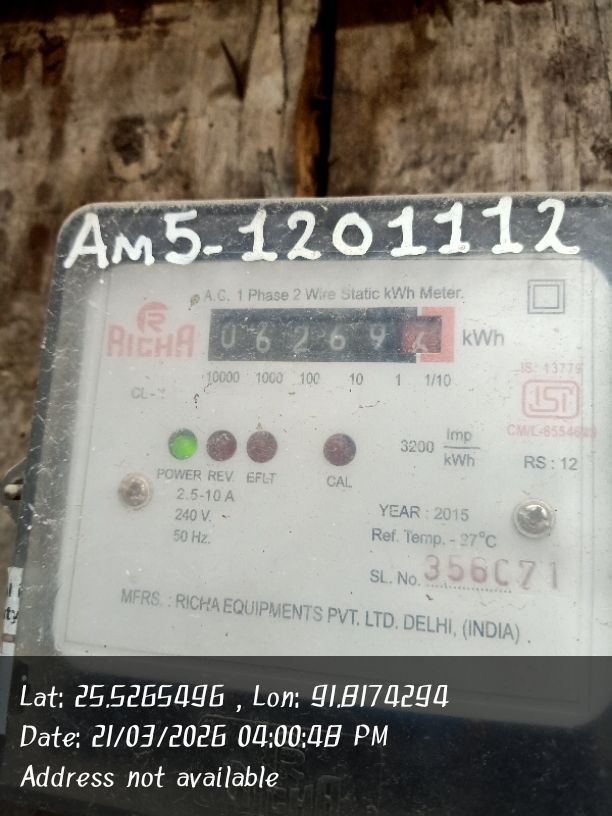 Am5-1201112
A.C. 1 Phase 2 Wire Static kWh Meter.
RICHA
06269 kWh
10000 1000 100 10 1 1/10
IS: 13779
ISI
CM/L-
3200 Imp/kWh
RS : 12
POWER REV. EFLT CAL
2.5-10 A
240 V.
50 Hz.
YEAR : 2015
Ref. Temp. - 27°C
SL. No. 356C71
MFRS. : RICHA EQUIPMENTS PVT. LTD. DELHI, (INDIA)
Lat: 25.5265496 , Lon: 91.8174294
Date: 21/03/2026 04:00:48 PM
Address not available